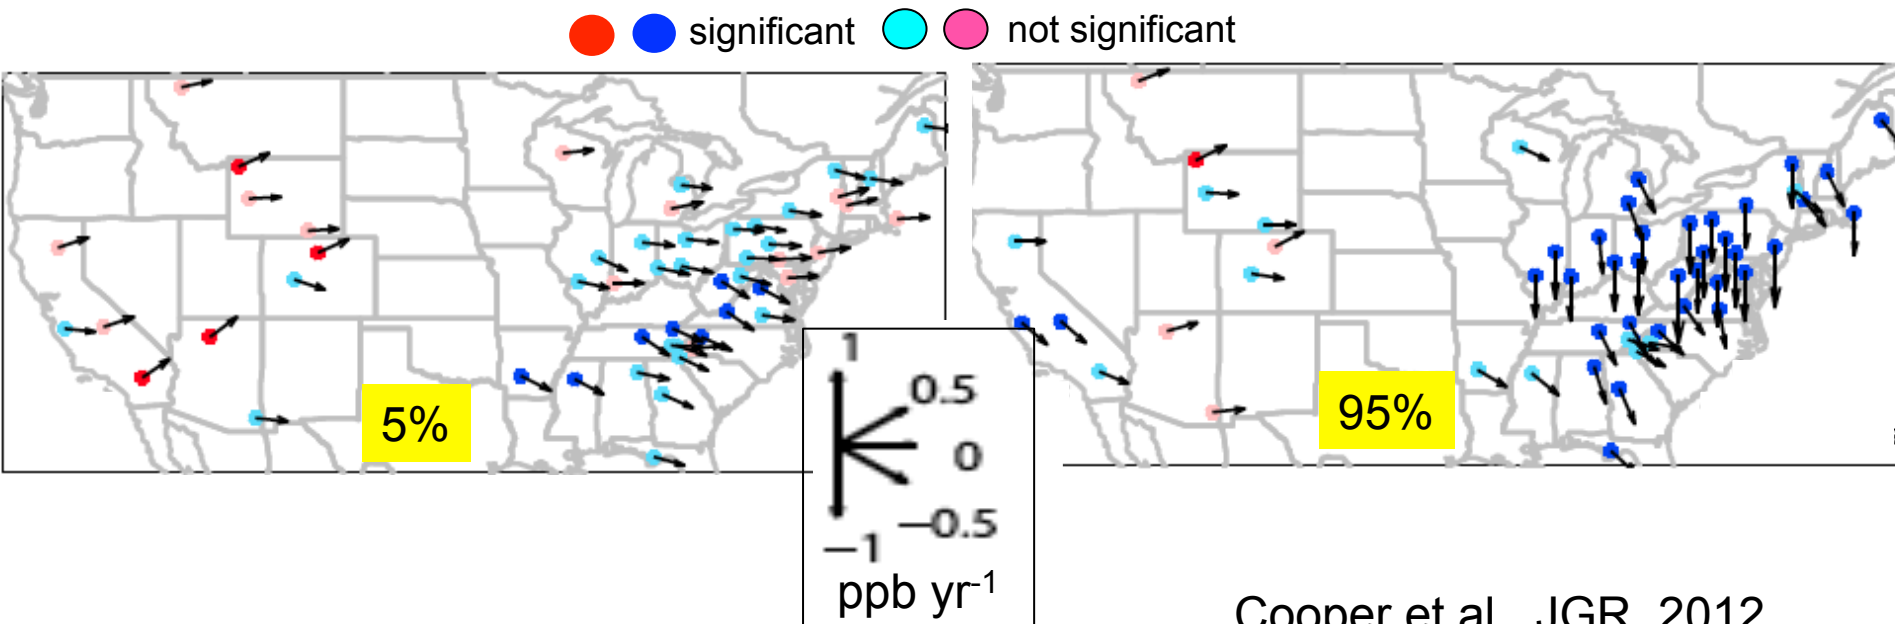 significant not significant
5%
95%
1
0.5
0
−0.5
−1
ppb yr-1
Cooper et al., JGR, 2012